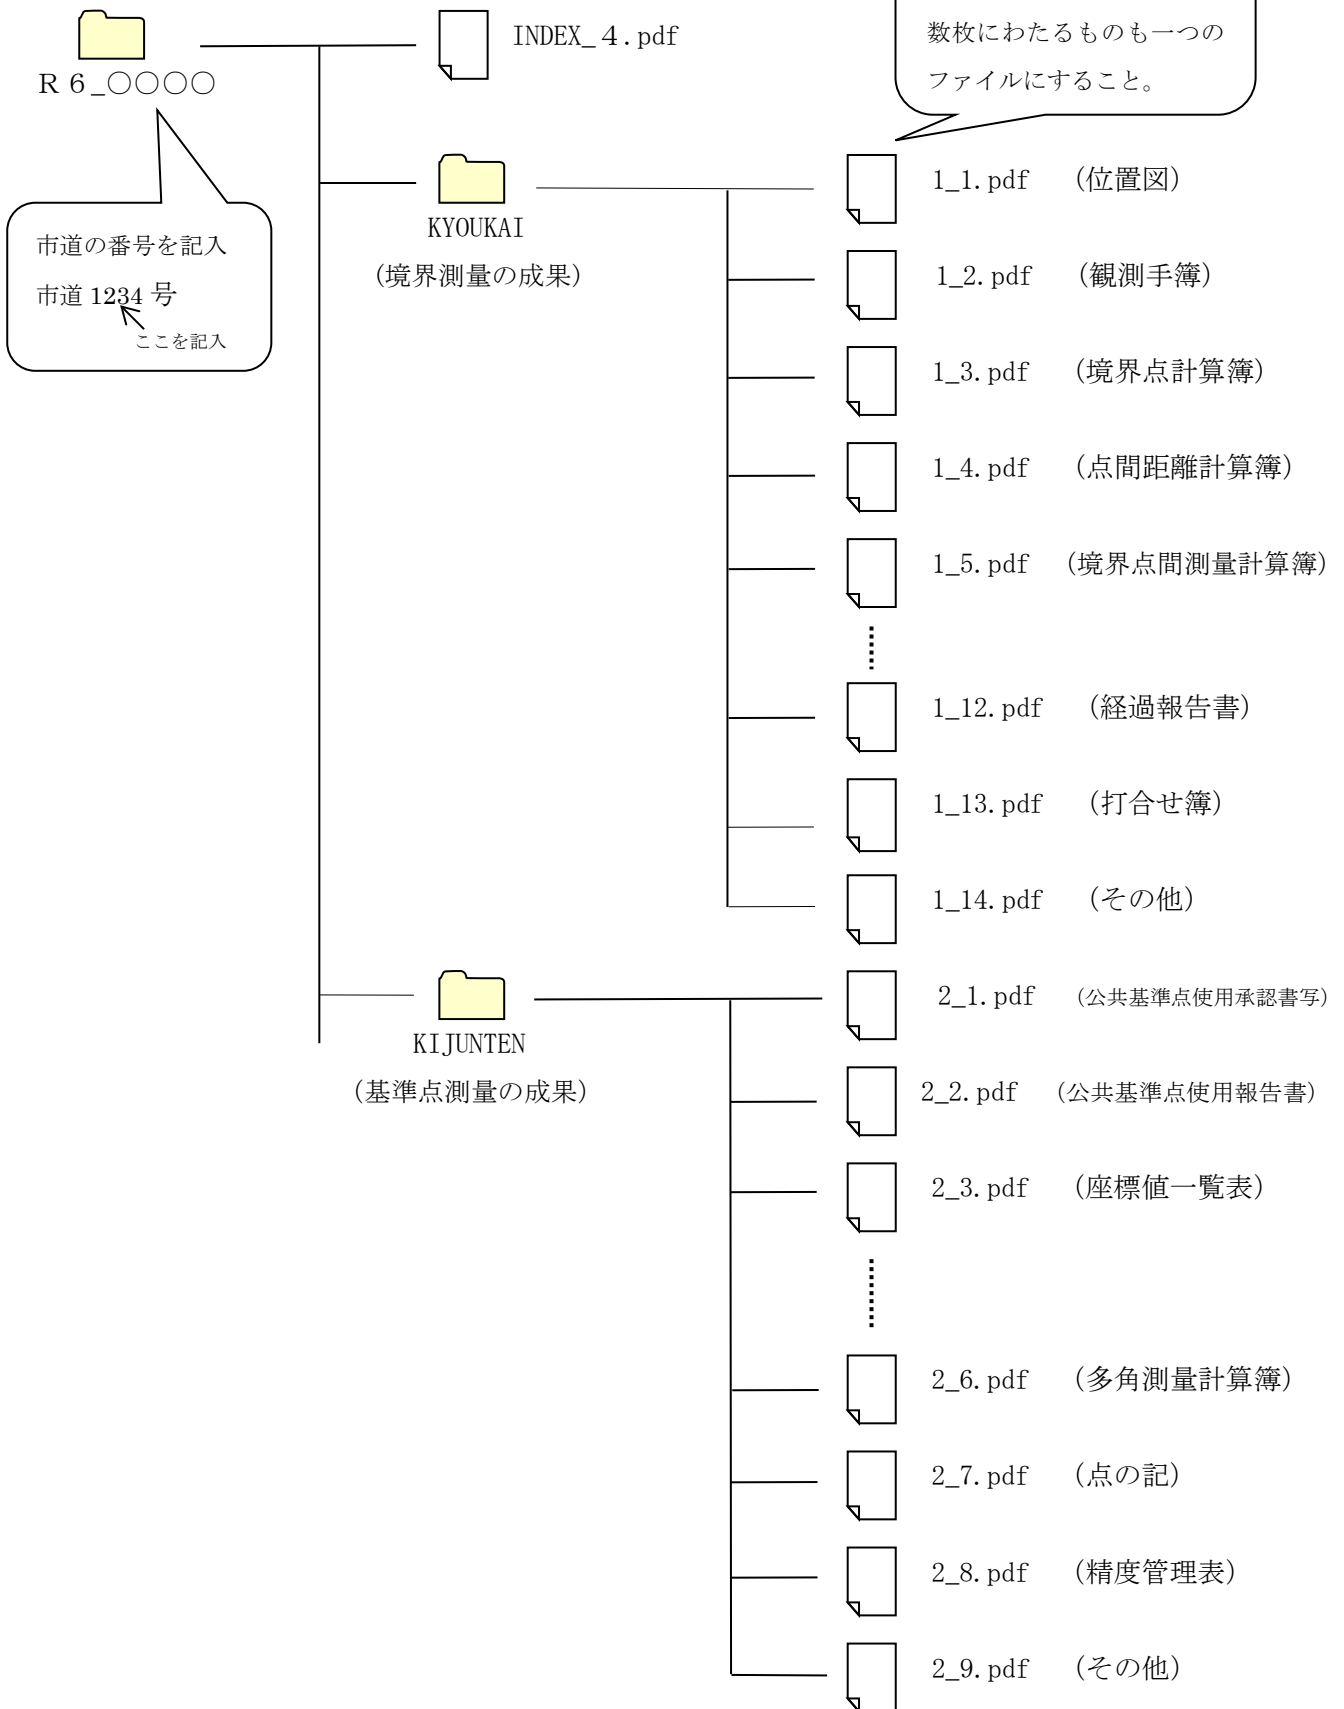 INDEX_４.pdf
数枚にわたるものも一つの
ファイルにすること。
Ｒ６_○○○○
市道の番号を記入
市道 1234 号
ここを記入
KYOUKAI
（境界測量の成果）
1_1.pdf （位置図）
1_2.pdf （観測手簿）
1_3.pdf （境界点計算簿）
1_4.pdf （点間距離計算簿）
1_5.pdf （境界点間測量計算簿）
1_12.pdf （経過報告書）
1_13.pdf （打合せ簿）
1_14.pdf （その他）
KIJUNTEN
（基準点測量の成果）
2_1.pdf （公共基準点使用承認書写）
2_2.pdf （公共基準点使用報告書）
2_3.pdf （座標値一覧表）
2_6.pdf （多角測量計算簿）
2_7.pdf （点の記）
2_8.pdf （精度管理表）
2_9.pdf （その他）